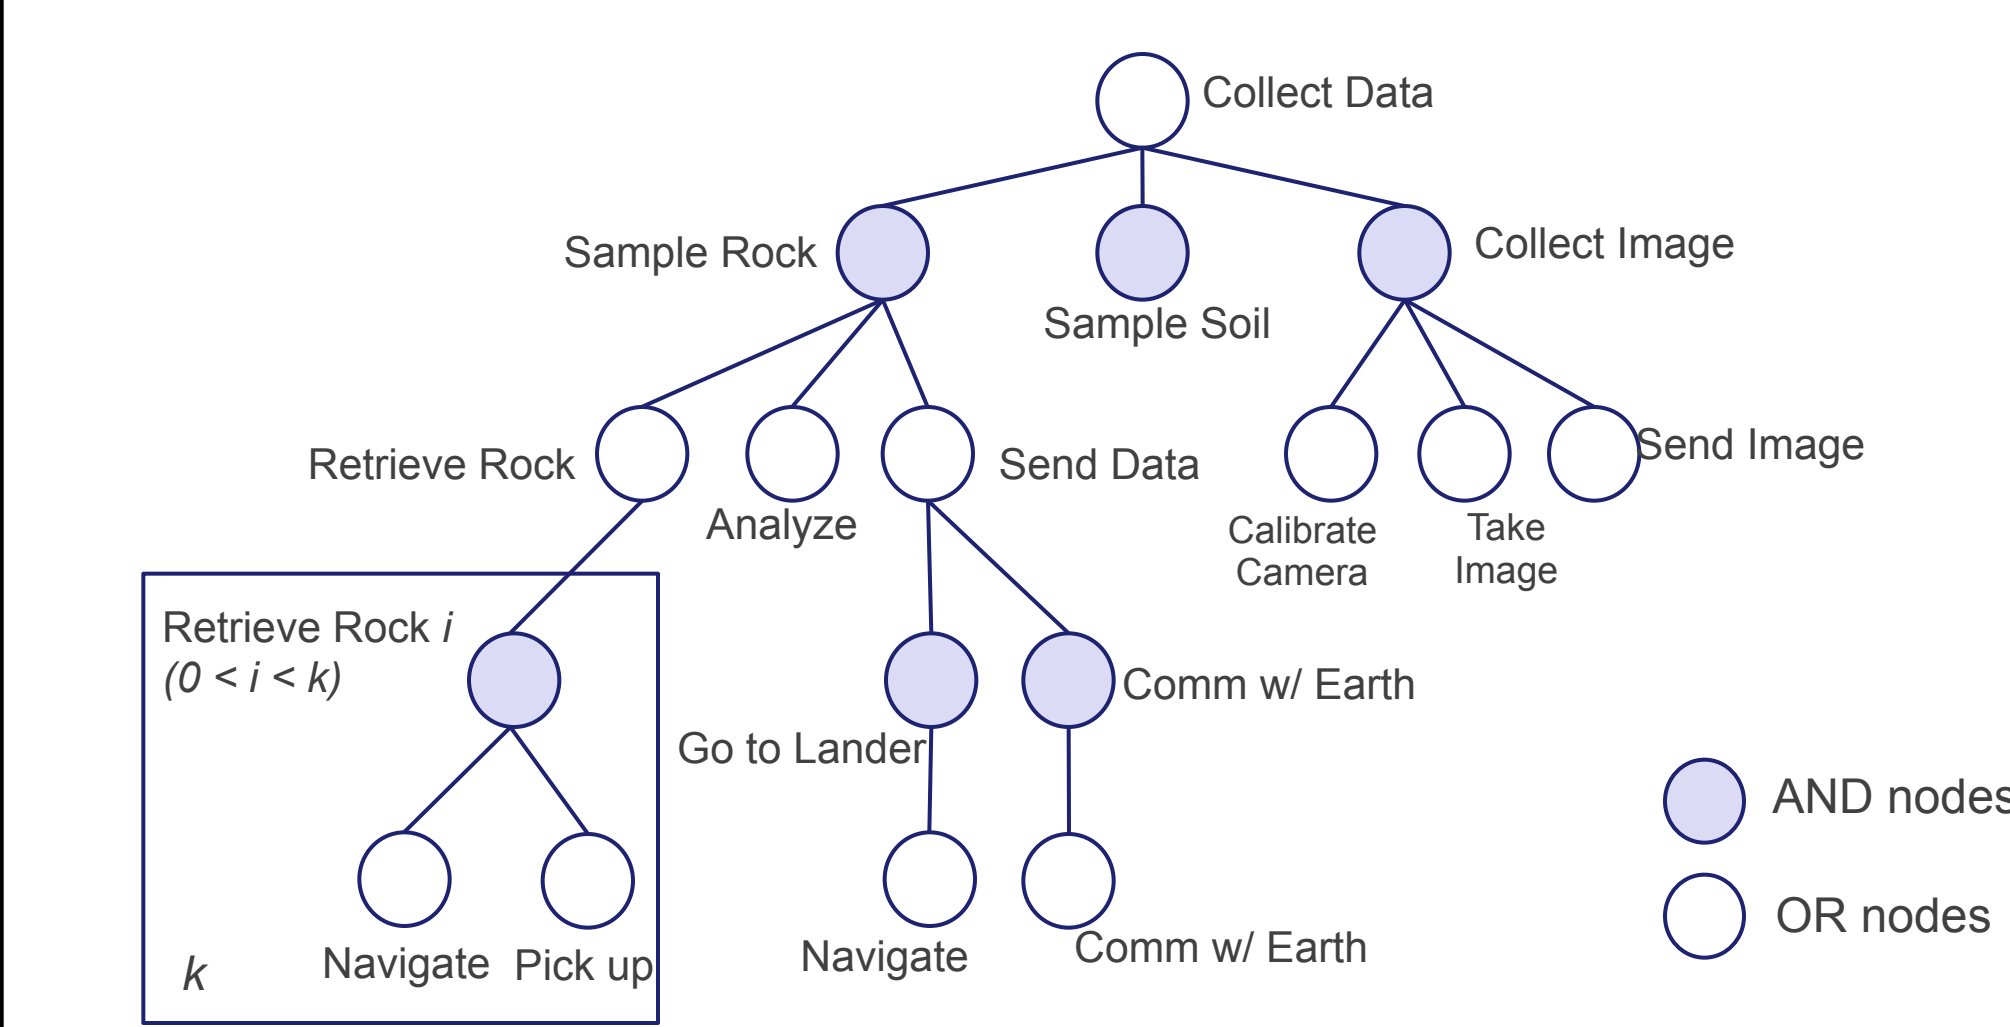 Collect Data
Sample Rock
Sample Soil
Collect Image
Retrieve Rock
Analyze
Send Data
Calibrate
Camera
Take
Image
Send Image
Retrieve Rock i
(0 < i < k)
Go to Lander
Comm w/ Earth
k
Navigate
Pick up
Navigate
Comm w/ Earth
AND nodes
OR nodes